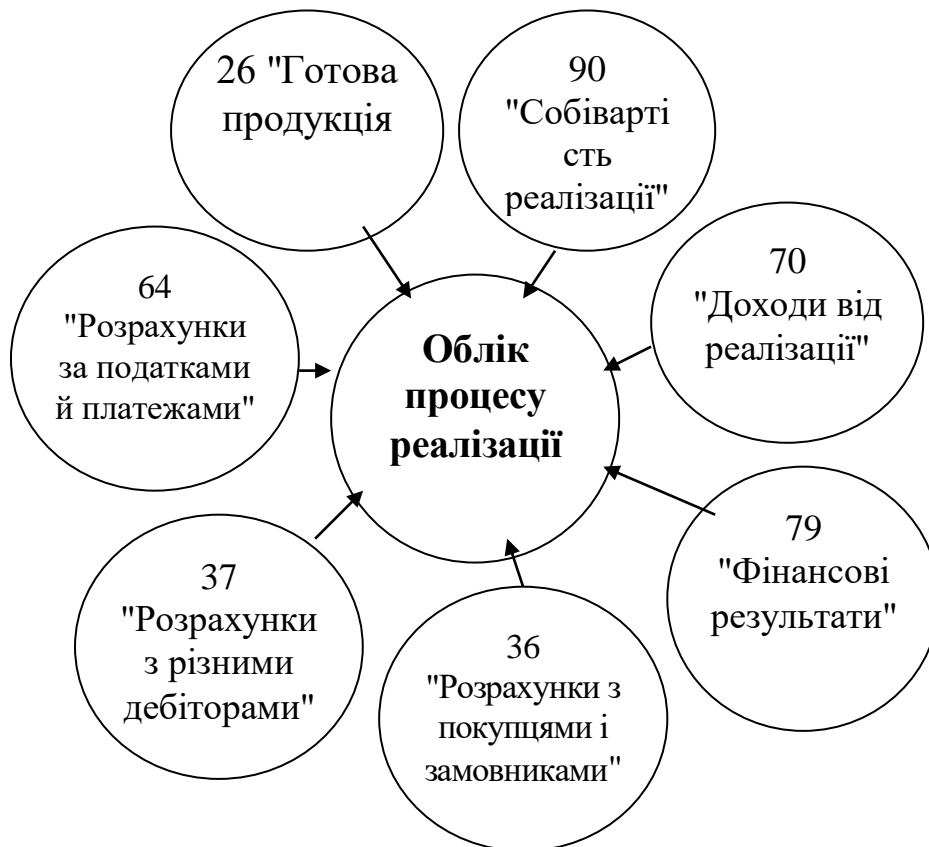 26 "Готова
продукція
90
"Собіварті
сть
реалізації"
64
"Розрахунки
за податками
й платежами"
Облік
процесу
реалізації
70
"Доходи від
реалізації"
37
"Розрахунки
з різними
дебіторами"
36
"Розрахунки з
покупцями і
замовниками"
79
"Фінансові
результати"